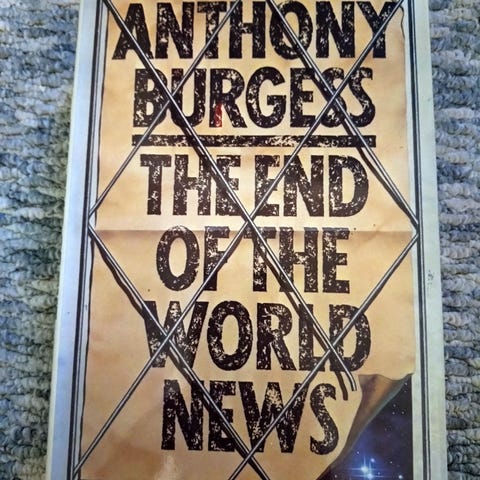 ANTHONY
BURGESS
THE END
OF THE
WORLD
NEWS